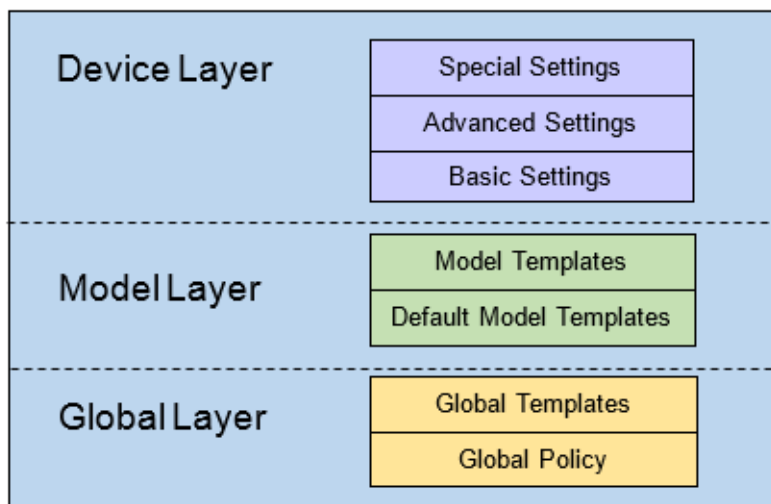 Device Layer
Special Settings
Advanced Settings
Basic Settings
Model Layer
Model Templates
Default Model Templates
Global Layer
Global Templates
Global Policy